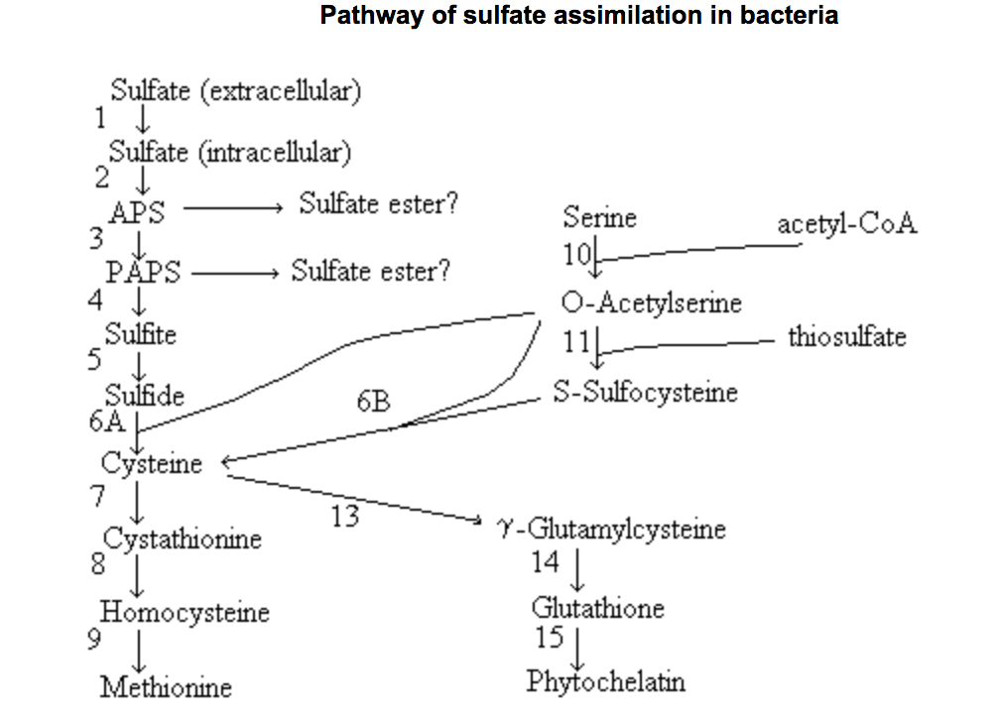 Pathway of sulfate assimilation in bacteria
Sulfate (extracellular)
1
Sulfate (intracellular)
2
APS
Sulfate ester?
3
PAPS
Sulfate ester?
4
Sulfite
5
Sulfide
6A
Cysteine
7
Cystathionine
8
Homocysteine
9
Methionine
Serine
acetyl-CoA
10
O-Acetylserine
11
thiosulfate
S-Sulfocysteine
6B
13
γ-Glutamylcysteine
14
Glutathione
15
Phytochelatin